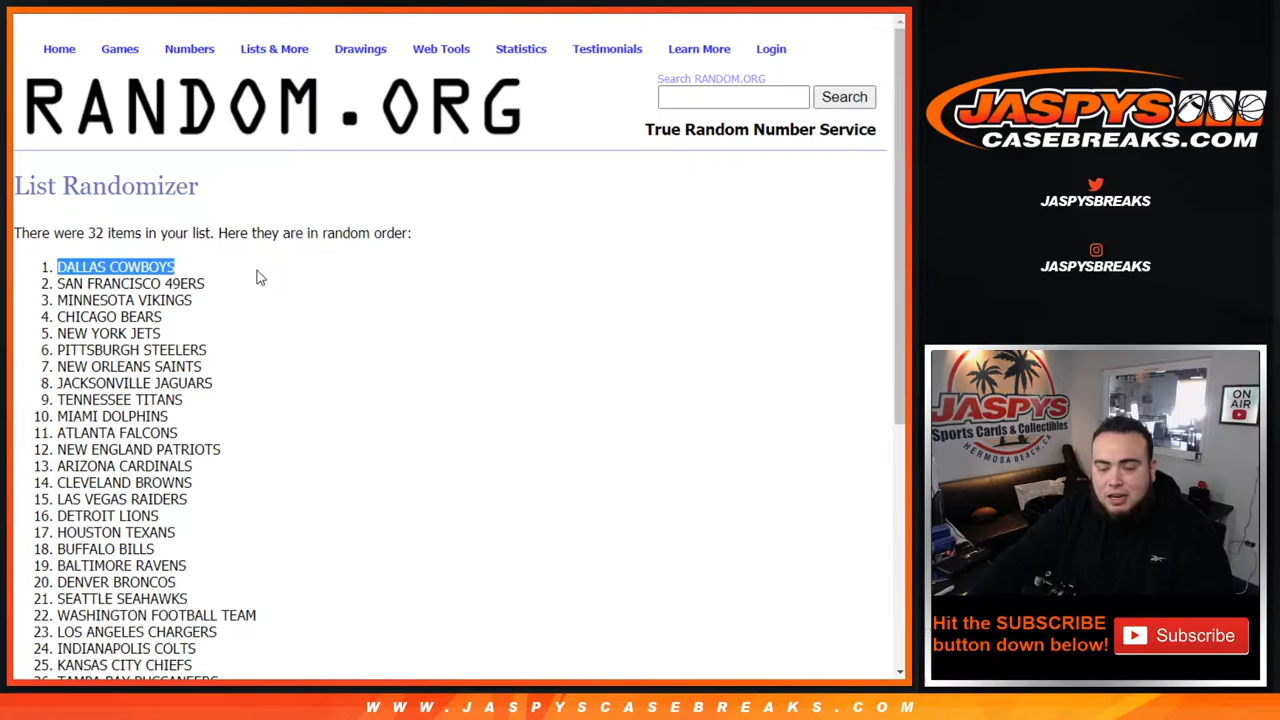 Home Games Numbers Lists & More Drawings Web Tools Statistics Testimonials Learn More Login
RANDOM.ORG
Search RANDOM.ORG
Search
True Random Number Service
List Randomizer
There were 32 items in your list. Here they are in random order:
1. DALLAS COWBOYS
2. SAN FRANCISCO 49ERS
3. MINNESOTA VIKINGS
4. CHICAGO BEARS
5. NEW YORK JETS
6. PITTSBURGH STEELERS
7. NEW ORLEANS SAINTS
8. JACKSONVILLE JAGUARS
9. TENNESSEE TITANS
10. MIAMI DOLPHINS
11. ATLANTA FALCONS
12. NEW ENGLAND PATRIOTS
13. ARIZONA CARDINALS
14. CLEVELAND BROWNS
15. LAS VEGAS RAIDERS
16. DETROIT LIONS
17. HOUSTON TEXANS
18. BUFFALO BILLS
19. BALTIMORE RAVENS
20. DENVER BRONCOS
21. SEATTLE SEAHAWKS
22. WASHINGTON FOOTBALL TEAM
23. LOS ANGELES CHARGERS
24. INDIANAPOLIS COLTS
25. KANSAS CITY CHIEFS
26. TAMPA BAY BUCCANEERS
JASPYS
CASEBREAKS.COM
JASPYSBREAKS
JASPYSBREAKS
JASPYS
Sports Cards & Collectibles
HERMOSA BEACH, CA
ON AIR
Hit the SUBSCRIBE
button down below!
Subscribe
WWW.JASPYSCASEBREAKS.COM